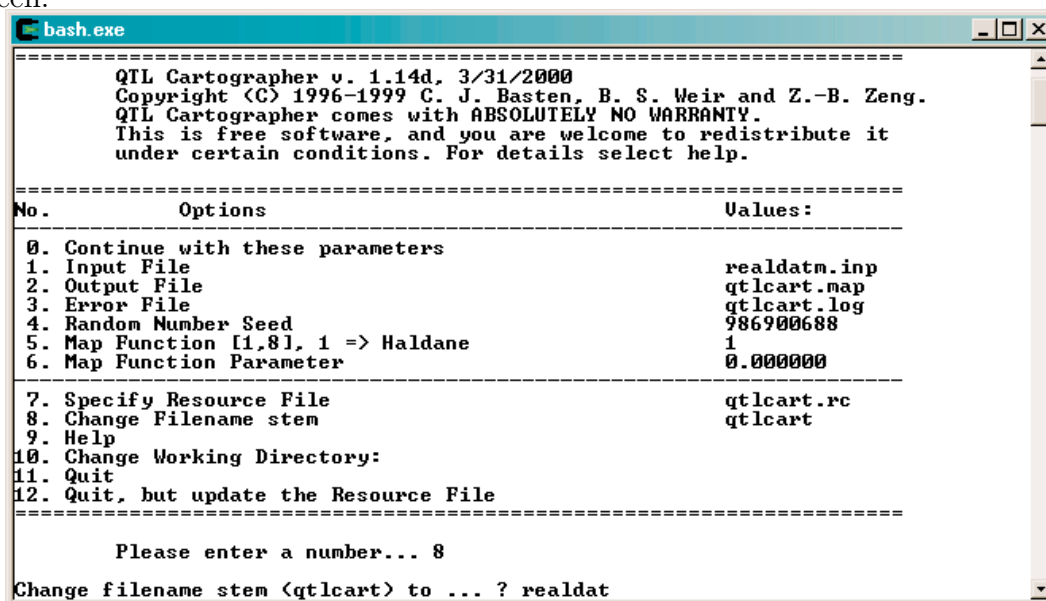 bash.exe
========================================================================
QTL Cartographer v. 1.14d, 3/31/2000
Copyright (C) 1996-1999 C. J. Basten, B. S. Weir and Z.-B. Zeng.
QTL Cartographer comes with ABSOLUTELY NO WARRANTY.
This is free software, and you are welcome to redistribute it
under certain conditions. For details select help.
========================================================================
No. Options Values:
------------------------------------------------------------------------
0. Continue with these parameters
1. Input File realdatm.inp
2. Output File qtlcart.map
3. Error File qtlcart.log
4. Random Number Seed 986900688
5. Map Function [1,8], 1 => Haldane 1
6. Map Function Parameter 0.000000
------------------------------------------------------------------------
7. Specify Resource File qtlcart.rc
8. Change Filename stem qtlcart
9. Help
10. Change Working Directory:
11. Quit
12. Quit, but update the Resource File
========================================================================
Please enter a number... 8
Change filename stem (qtlcart) to ... ? realdat